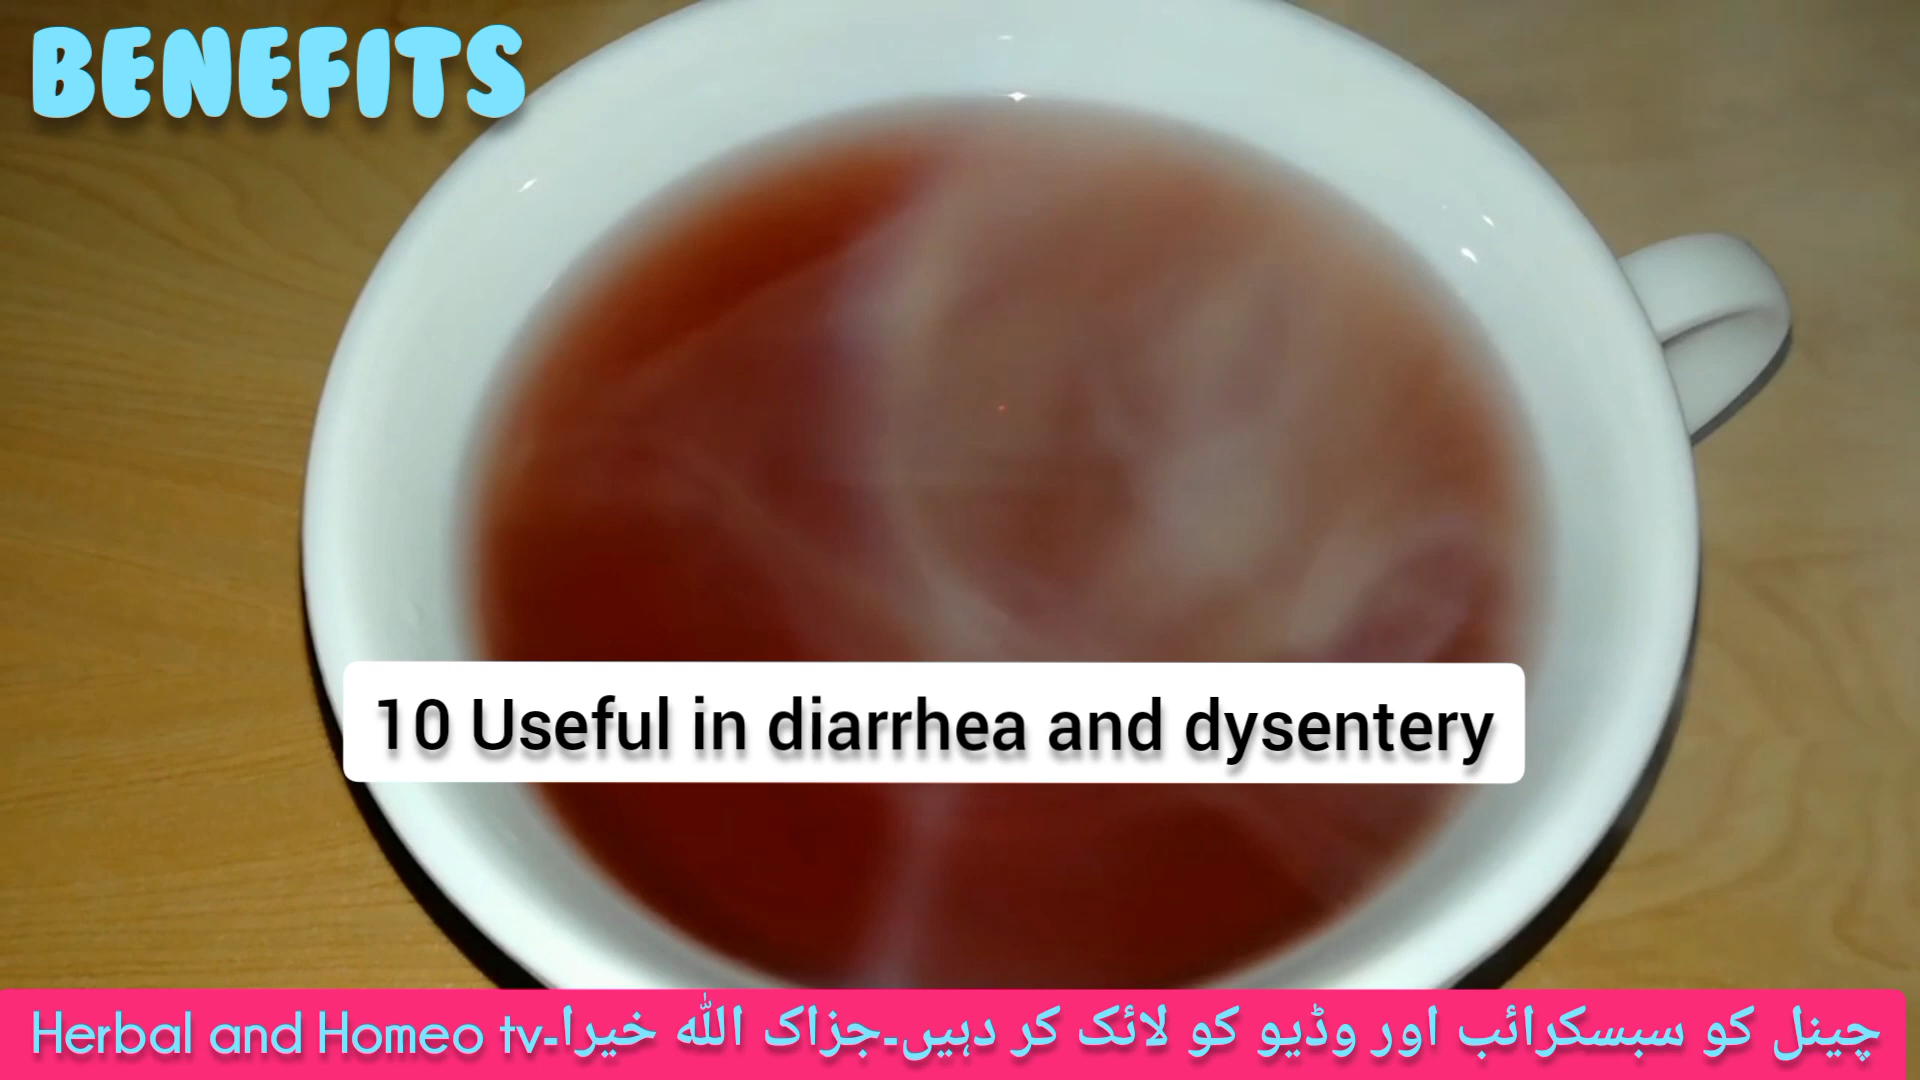 BENEFITS
10 Useful in diarrhea and dysentery
چینل کو سبسکرائب اور وڈیو کو لائک کر دہیں۔جزاک اللہ خیرا۔Herbal and Homeo tv